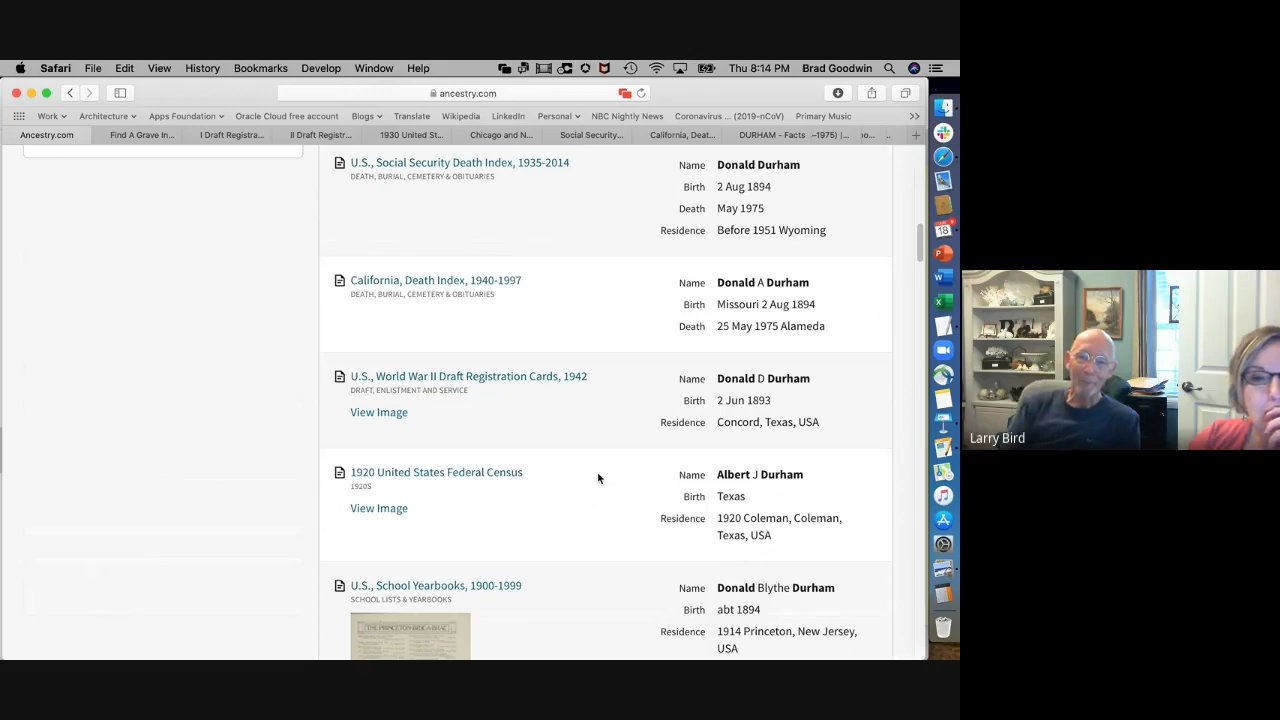 Safari File Edit View History Bookmarks Develop Window Help Thu 8:14 PM Brad Goodwin
ancestry.com
Work Architecture Apps Foundation Oracle Cloud free account Blogs Translate Wikipedia LinkedIn Personal NBC Nightly News Coronavirus ... (2019-nCoV) Primary Music
Ancestry.com Find A Grave In... I Draft Registra... II Draft Registr... 1930 United St... Chicago and N... Social Security... California, Deat... DURHAM - Facts –1975) |...
U.S., Social Security Death Index, 1935-2014
DEATH, BURIAL, CEMETERY & OBITUARIES
Name Donald Durham
Birth 2 Aug 1894
Death May 1975
Residence Before 1951 Wyoming
California, Death Index, 1940-1997
DEATH, BURIAL, CEMETERY & OBITUARIES
Name Donald A Durham
Birth Missouri 2 Aug 1894
Death 25 May 1975 Alameda
U.S., World War II Draft Registration Cards, 1942
DRAFT, ENLISTMENT AND SERVICE
View Image
Name Donald D Durham
Birth 2 Jun 1893
Residence Concord, Texas, USA
1920 United States Federal Census
1920S
View Image
Name Albert J Durham
Birth Texas
Residence 1920 Coleman, Coleman,
Texas, USA
U.S., School Yearbooks, 1900-1999
SCHOOL LISTS & YEARBOOKS
THE PRINCETON BRIC A BRAC
Name Donald Blythe Durham
Birth abt 1894
Residence 1914 Princeton, New Jersey,
USA
18
Larry Bird